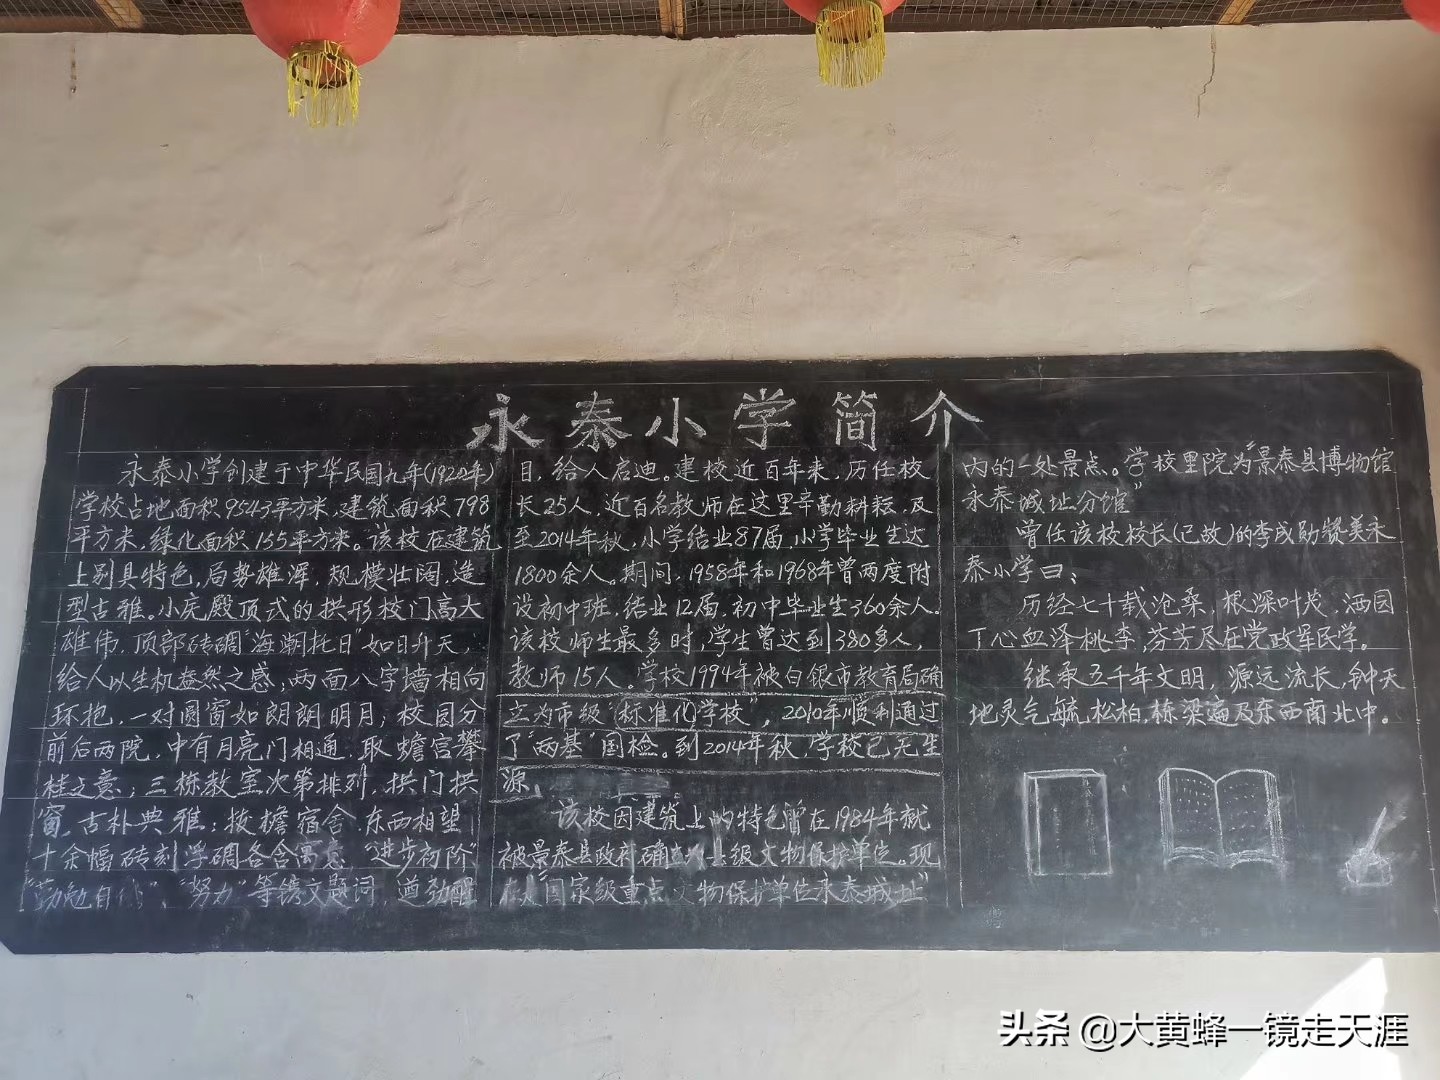 永泰小学简介
永泰小学创建于中华民国九年(1920年)
学校占地面积9543平方米,建筑面积798
平方米,绿化面积155平方米。该校在建筑
上别具特色,局势雄浑,规模壮阔,造
型古雅。小庑殿顶式的拱形校门高大
雄伟,顶部砖雕“海潮托日”如日升天,
给人以生机盎然之感;两面八字墙相向
环抱,一对圆窗如朗朗明月;校园分
前后两院,中有月亮门相通,取蟾宫攀
桂之意;三栋教室次第排列,拱门拱
窗,古朴典雅;拔檐宿舍,东西相望,
十余幅砖刻浮碉各含寓意,“进步初阶”
“勤勉自 ”、“努力”等镌文题词,遒劲醒
目,给人启迪。建校近百年来,历任校
长25人,近百名教师在这里辛勤耕耘,及
至2014年秋,小学结业87届,小学毕业生达
1800余人。期间,1958年和1968年曾两度附
设初中班,结业12届,初中毕业生360余人。
该校师生最多时,学生曾达到380多人,
教师15人。学校1994年被白银市教育局确
立为市级“标准化学校”,2010年顺利通过
了“两基”国检。到2014年秋,学校已无生
源。
该校因建筑上的特色曾在1984年就
被景泰县政府确立为县级文物保护单位。现
在是“国家级重点文物保护单位永泰城址”
内的一处景点。学校里院为“景泰县博物馆
永泰城址分馆”
曾任该校校长(已故)的李成勋赞美永
泰小学曰:
历经七十载沧桑,根深叶茂,洒园
丁心血泽桃李,芬芳尽在党政军民学。
继承五千年文明,源远流长,钟天
地灵气毓松柏,栋梁遍及东西南北中。
头条 @大黄蜂一镜走天涯